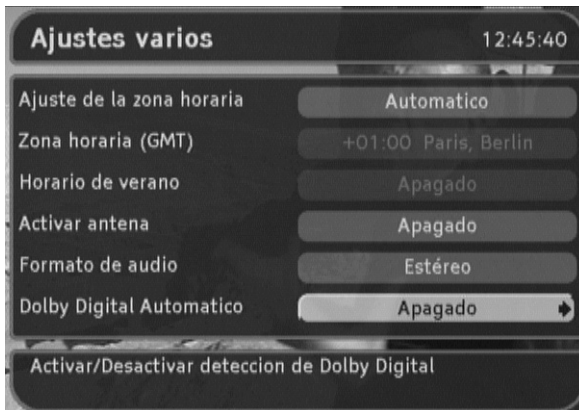 Ajustes varios 12:45:40
Ajuste de la zona horaria Automatico
Zona horaria (GMT) +01:00 Paris, Berlin
Horario de verano Apagado
Activar antena Apagado
Formato de audio Estéreo
Dolby Digital Automatico Apagado
Activar/Desactivar deteccion de Dolby Digital